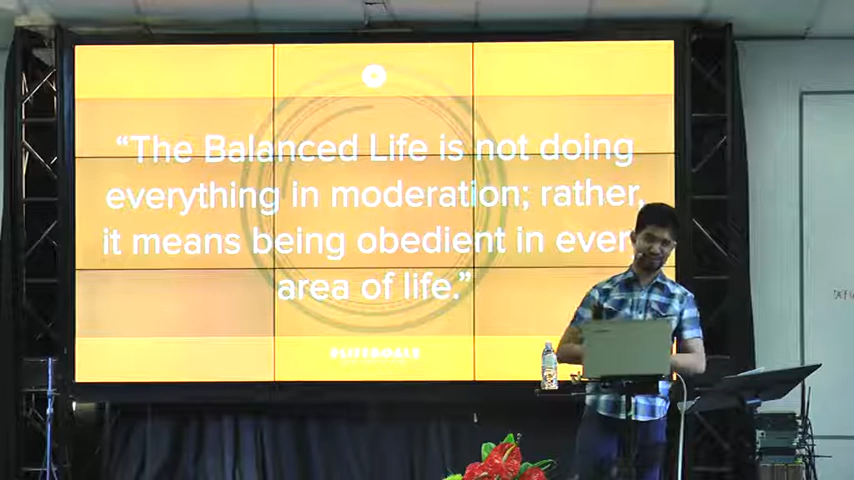 “The Balanced Life is not doing
everything in moderation; rather,
it means being obedient in every
area of life.”
#LIFEGOALS